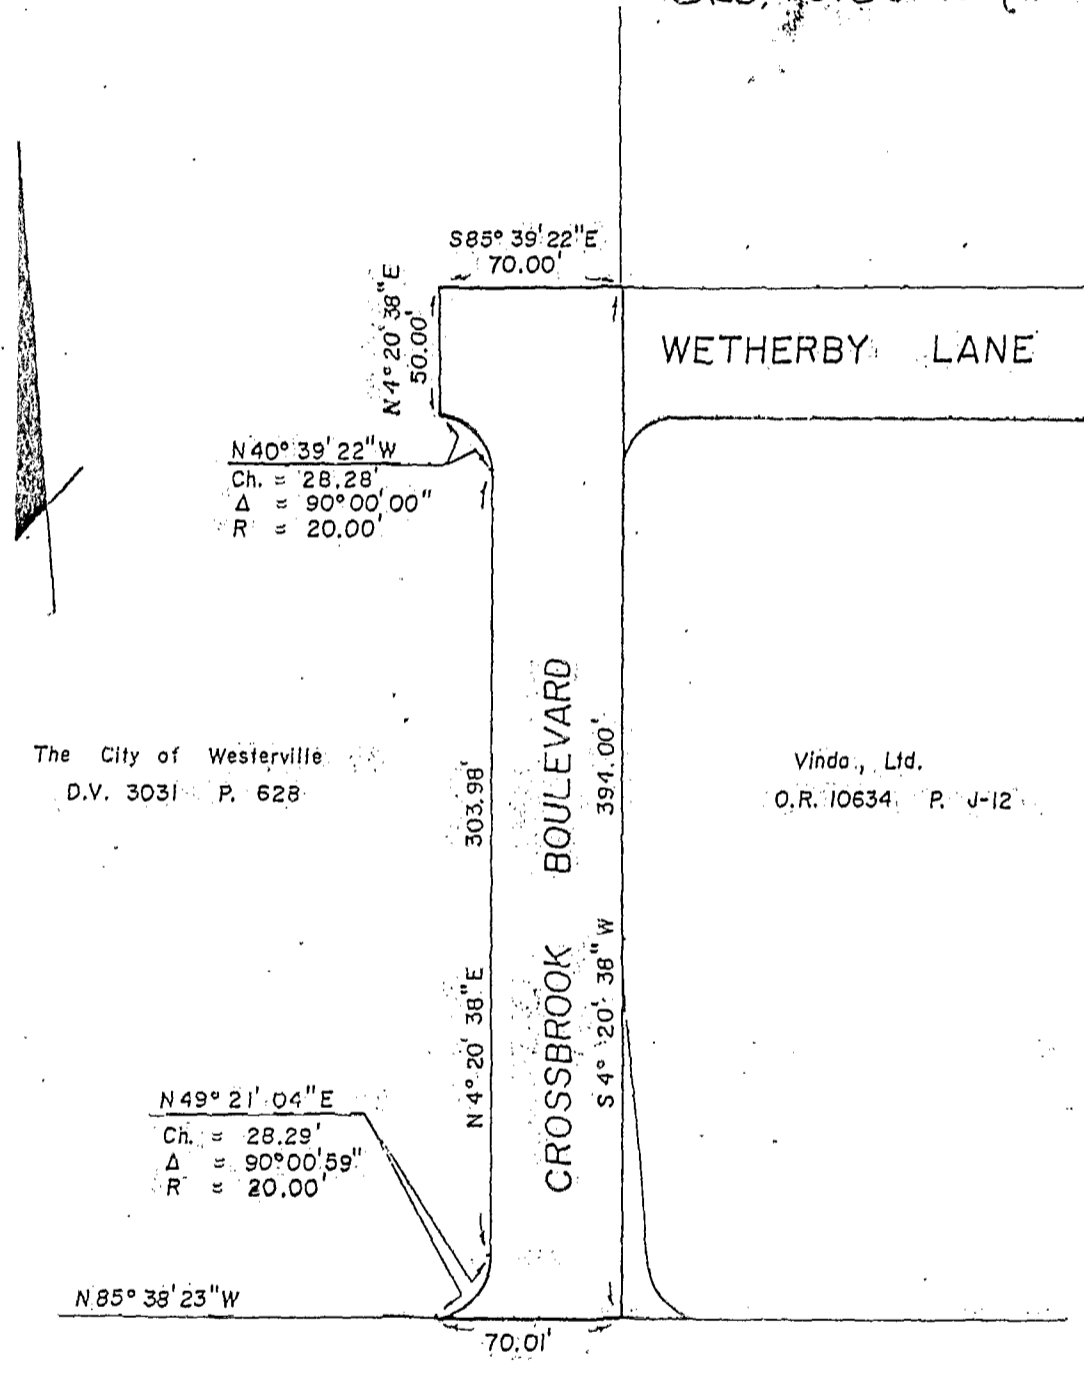 S85° 39' 22" E
70.00'
N 4° 20' 38" E
50.00'
WETHERBY LANE
N 40° 39' 22" W
Ch. = 28.28'
Δ = 90° 00' 00"
R = 20.00'
The City of Westerville
D.V. 3031 P. 628
303.98'
N 4° 20' 38" E
CROSSBROOK BOULEVARD
394.00'
S 4° 20' 38" W
Vinda, Ltd.
O.R. 10634 P. J-12
N 49° 21' 04" E
Ch. = 28.29'
Δ = 90° 00' 59"
R = 20.00'
N 85° 38' 23" W
70.01'